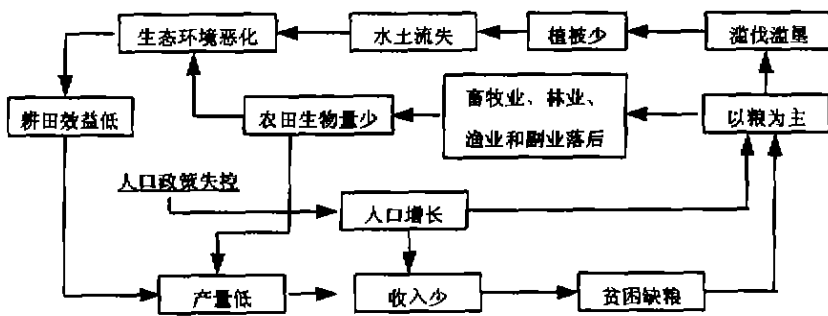 生态环境恶化
水土流失
植被少
滥伐滥垦
耕田效益低
农田生物量少
畜牧业、林业、
渔业和副业落后
以粮为主
人口政策失控
人口增长
产量低
收入少
贫困缺粮